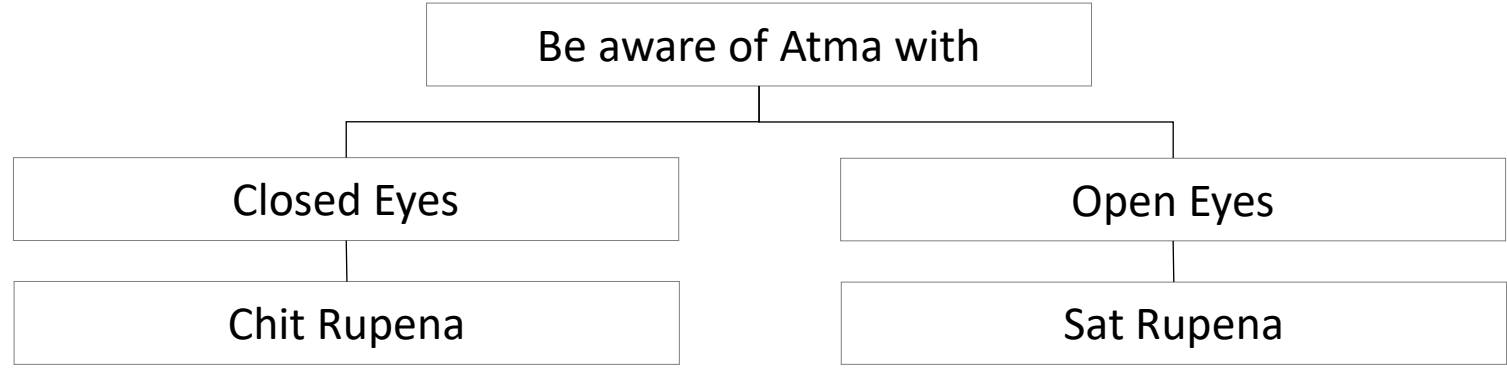 Be aware of Atma with
Closed Eyes
Open Eyes
Chit Rupena
Sat Rupena